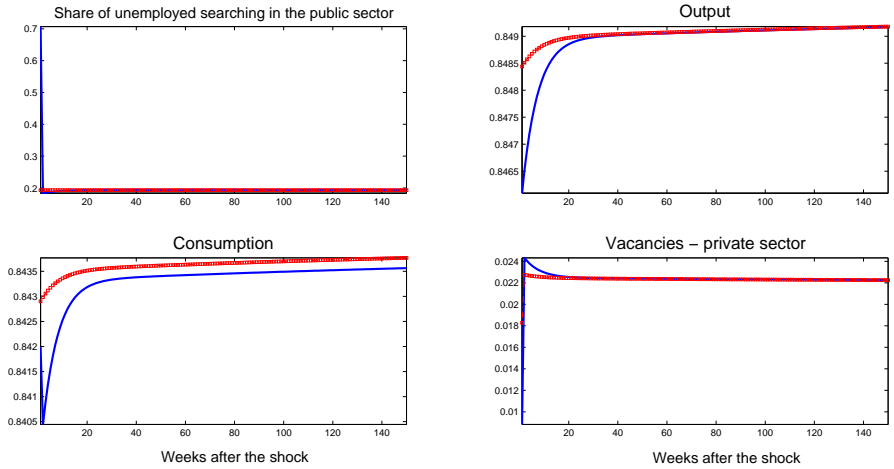 Share of unemployed searching in the public sector
0.7
0.6
0.5
0.4
0.3
0.2
20 40 60 80 100 120 140
Output
0.849
0.8485
0.848
0.8475
0.847
0.8465
20 40 60 80 100 120 140
Consumption
0.8435
0.843
0.8425
0.842
0.8415
0.841
0.8405
20 40 60 80 100 120 140
Weeks after the shock
Vacancies − private sector
0.024
0.022
0.02
0.018
0.016
0.014
0.012
0.01
20 40 60 80 100 120 140
Weeks after the shock